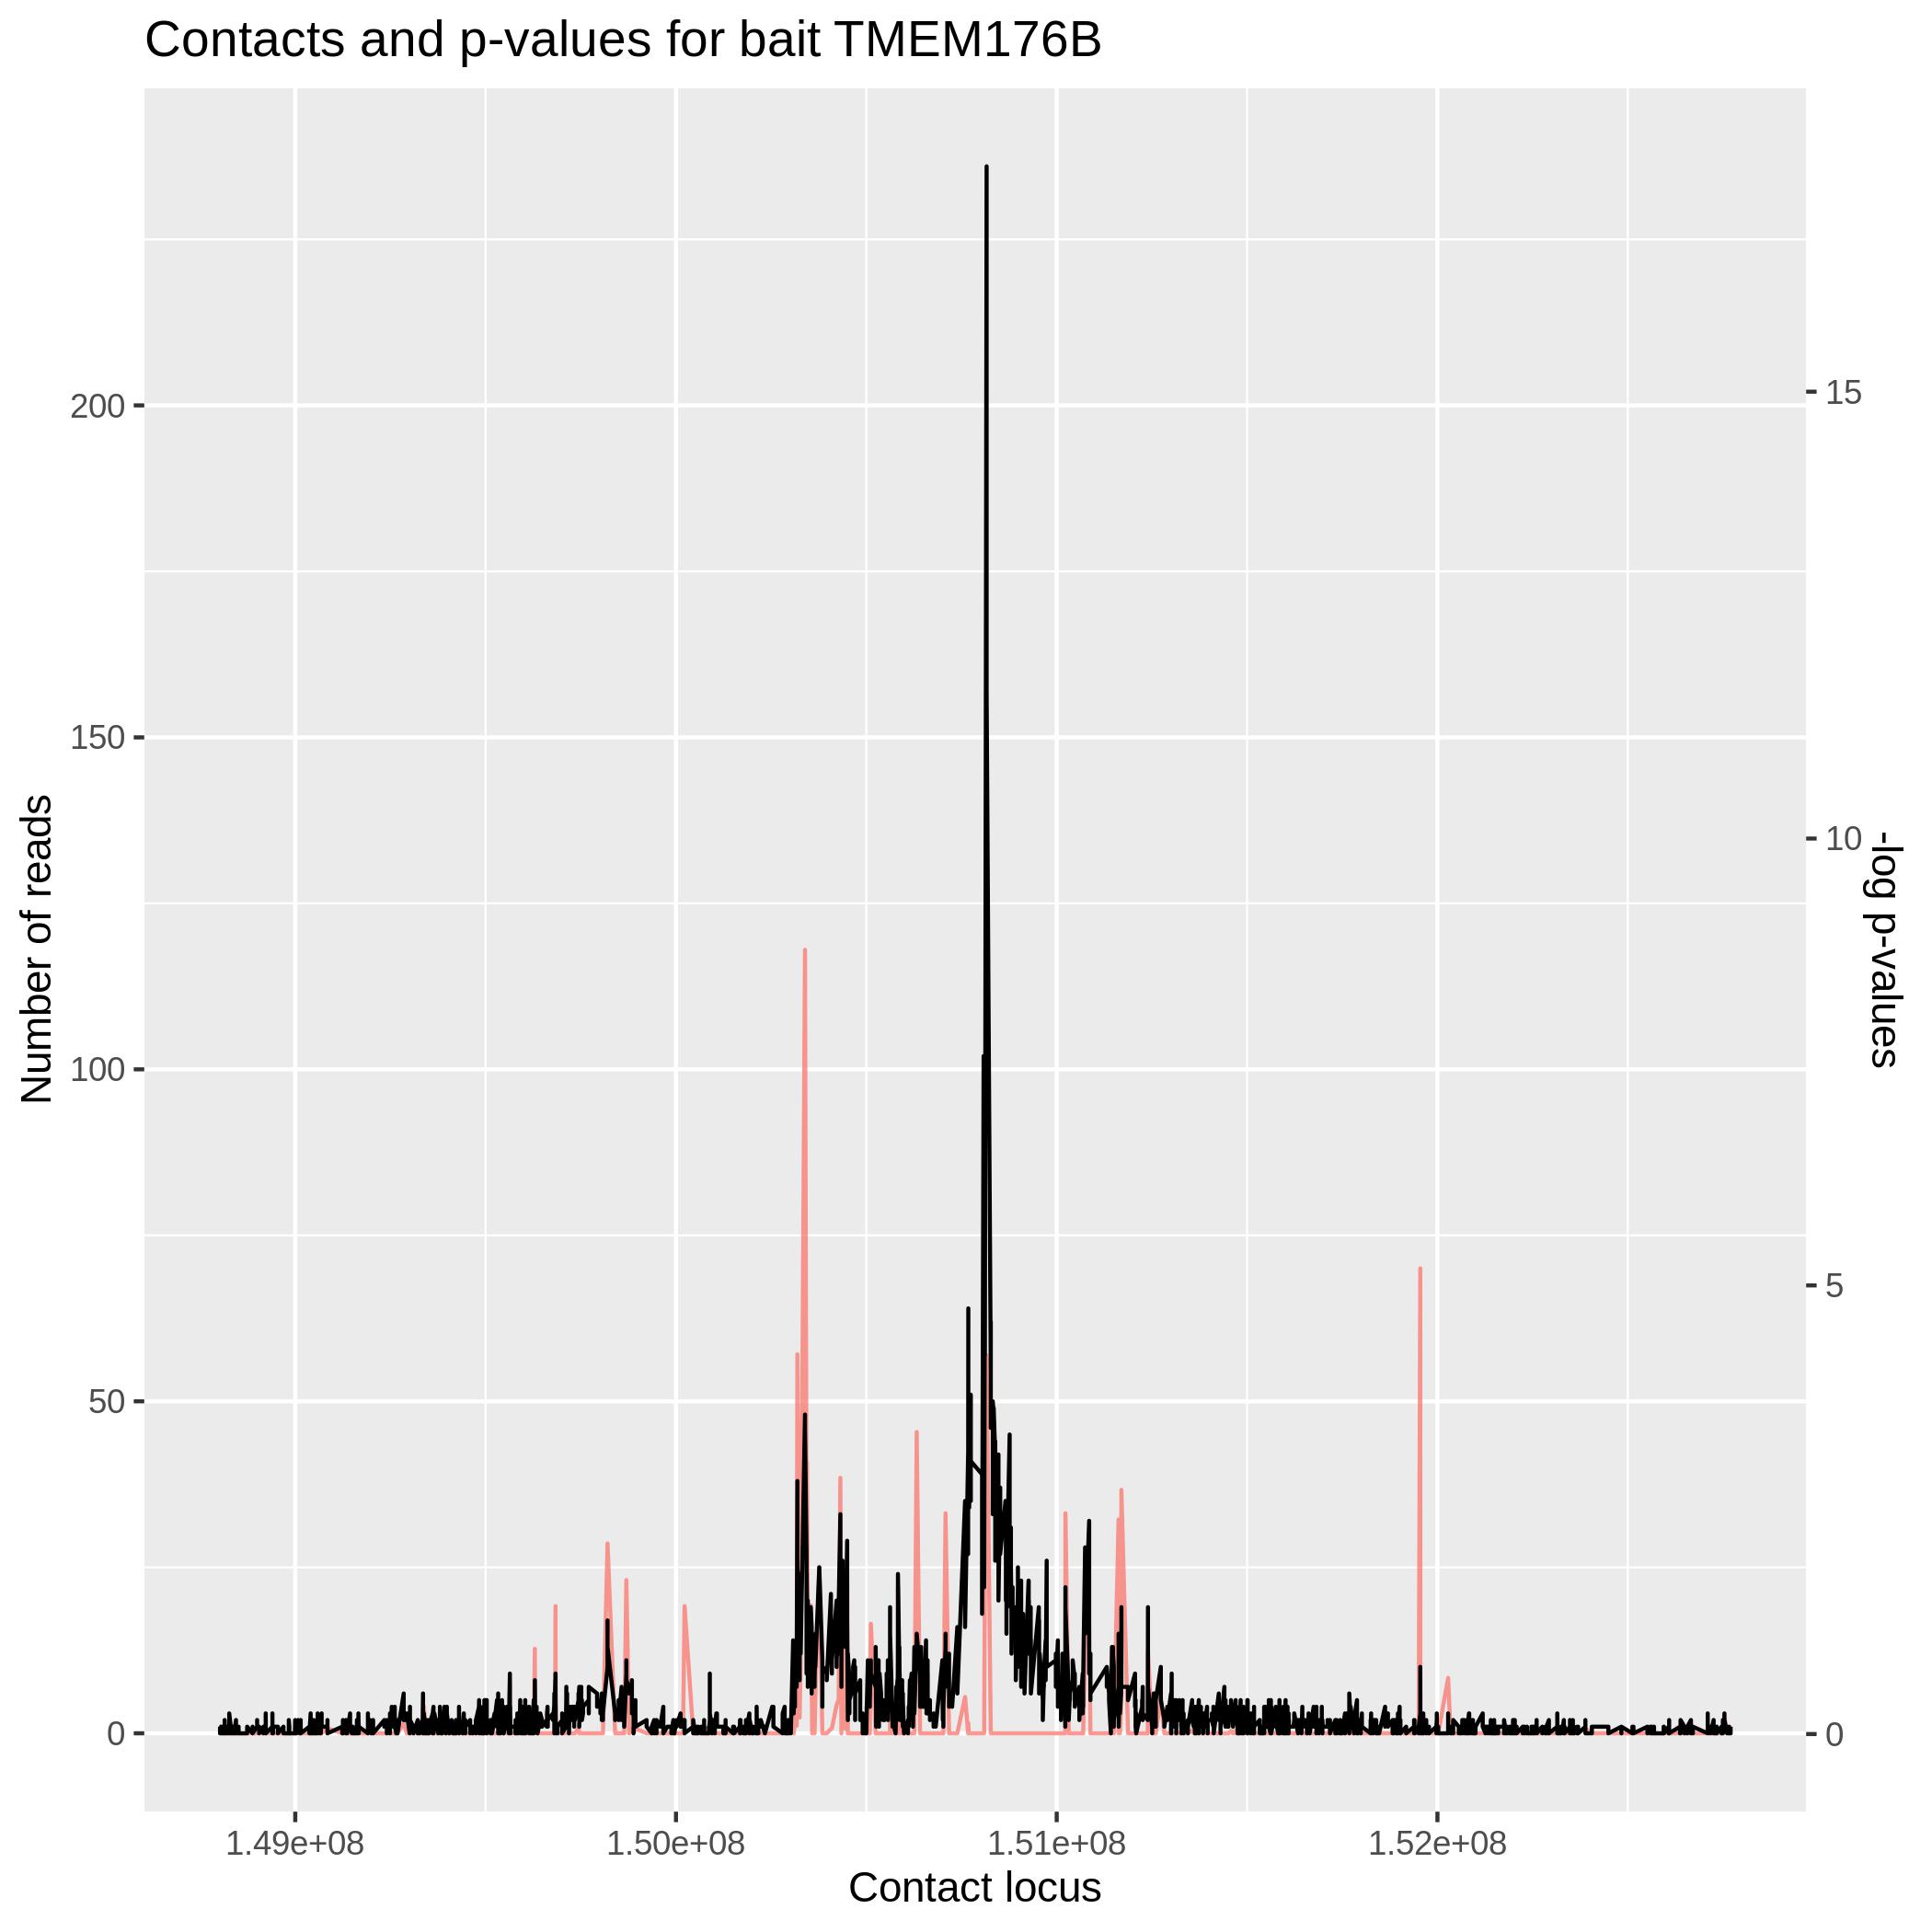 Contacts and p-values for bait TMEM176B
Number of reads
200
150
100
50
0
15
10
5
0
-log p-values
1.49e+08 1.50e+08 1.51e+08 1.52e+08
Contact locus